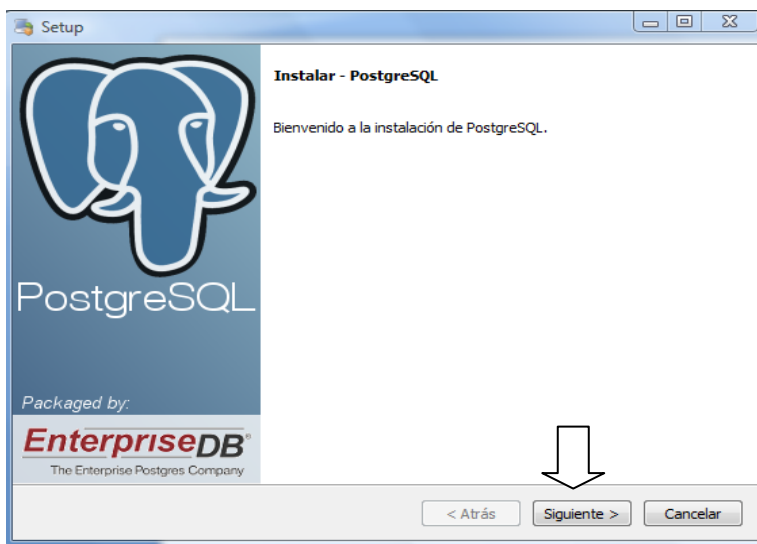 Setup
Instalar - PostgreSQL
Bienvenido a la instalación de PostgreSQL.
PostgreSQL
Packaged by:
EnterpriseDB®
The Enterprise Postgres Company
< Atrás
Siguiente >
Cancelar